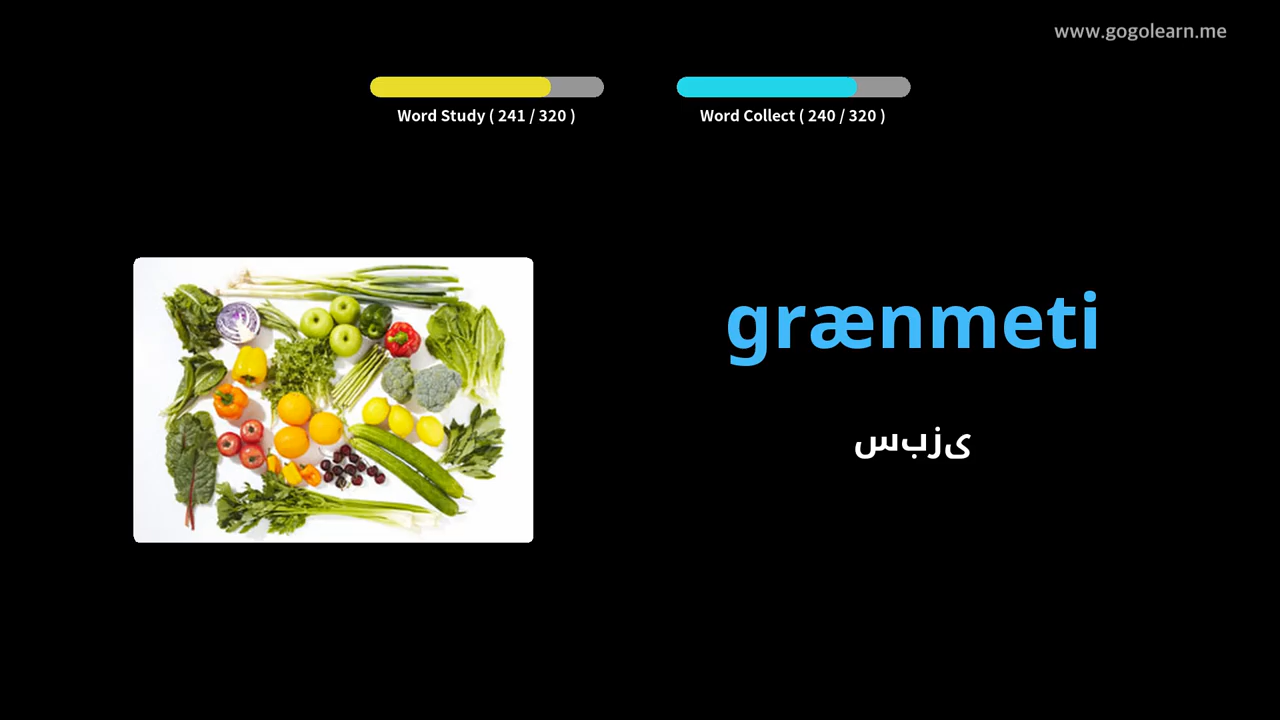 www.gogolearn.me
Word Study ( 241 / 320 )
Word Collect ( 240 / 320 )
grænmeti
سبزی